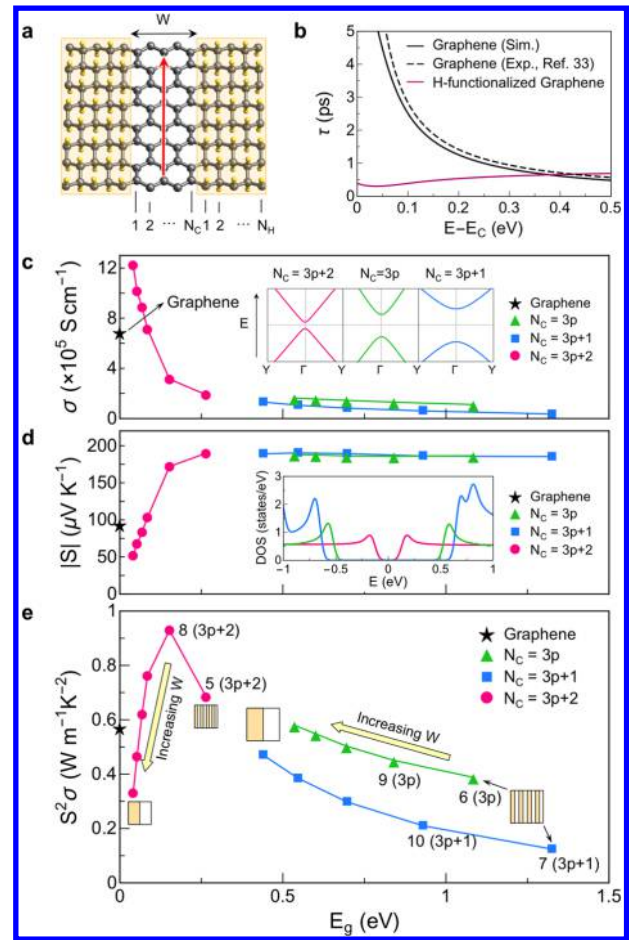 a
W
1 2 ··· N_C 1 2 ··· N_H
b
5
4
3
2
1
0
τ (ps)
Graphene (Sim.)
Graphene (Exp., Ref. 33)
H-functionalized Graphene
0 0.1 0.2 0.3 0.4 0.5
E−E_C (eV)
c
12
8
4
0
σ (×10⁵ S cm⁻¹)
Graphene
N_C = 3p+2 N_C=3p N_C = 3p+1
E
Y Γ Y Γ Y Γ Y
Graphene
N_C = 3p
N_C = 3p+1
N_C = 3p+2
d
200
150
100
50
0
|S| (μV K⁻¹)
3
2
1
0
DOS (states/eV)
-1 -0.5 0 0.5 1
E (eV)
Graphene
N_C = 3p
N_C = 3p+1
N_C = 3p+2
e
1
0.8
0.6
0.4
0.2
0
S²σ (W m⁻¹K⁻²)
8 (3p+2)
Increasing W
5 (3p+2)
Graphene
N_C = 3p
N_C = 3p+1
N_C = 3p+2
Increasing W
9 (3p)
6 (3p)
10 (3p+1)
7 (3p+1)
0 0.5 1 1.5
E_g (eV)